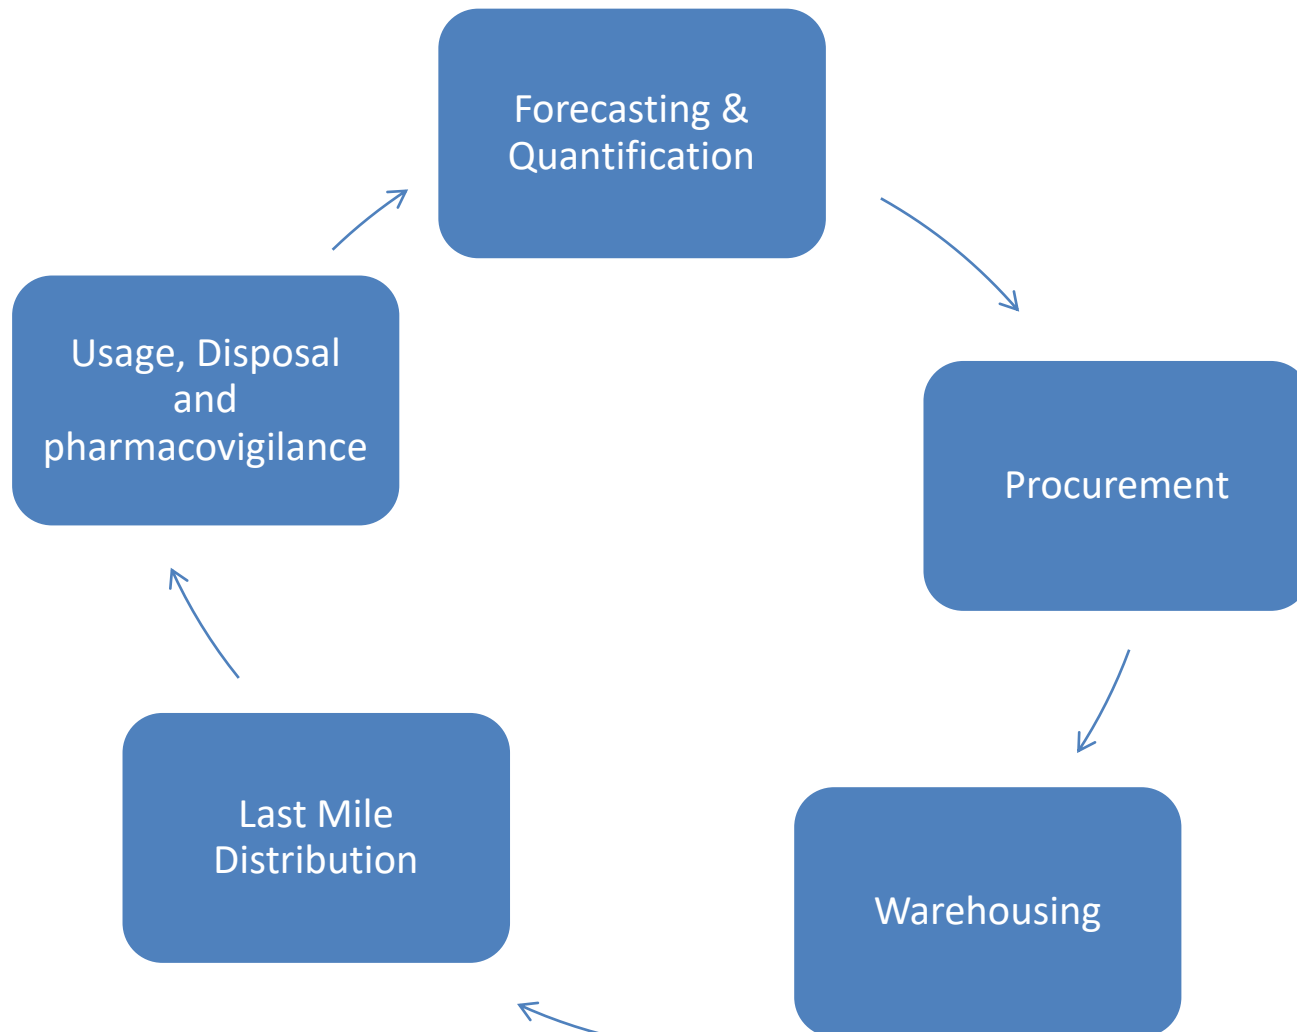 Forecasting &
Quantification
Procurement
Warehousing
Last Mile
Distribution
Usage, Disposal
and
pharmacovigilance